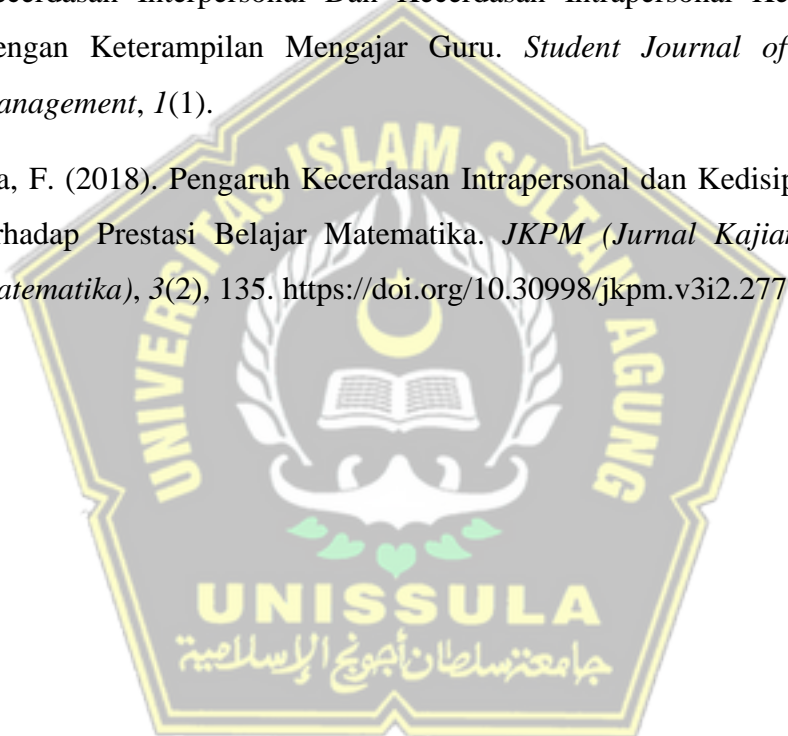 Kecerdasan Interpersonal Dan Kecerdasan Intrapersonal
engan Keterampilan Mengajar Guru. Student Journal of
anagement, 1(1).
a, F. (2018). Pengaruh Kecerdasan Intrapersonal dan Kedisip
rhadap Prestasi Belajar Matematika. JKPM (Jurnal Kajian
atematika), 3(2), 135. https://doi.org/10.30998/jkpm.v3i2.277
UNIVERSITAS ISLAM SULTAN AGUNG
UNISSULA
جامعة سلطان أجونج الإسلامية